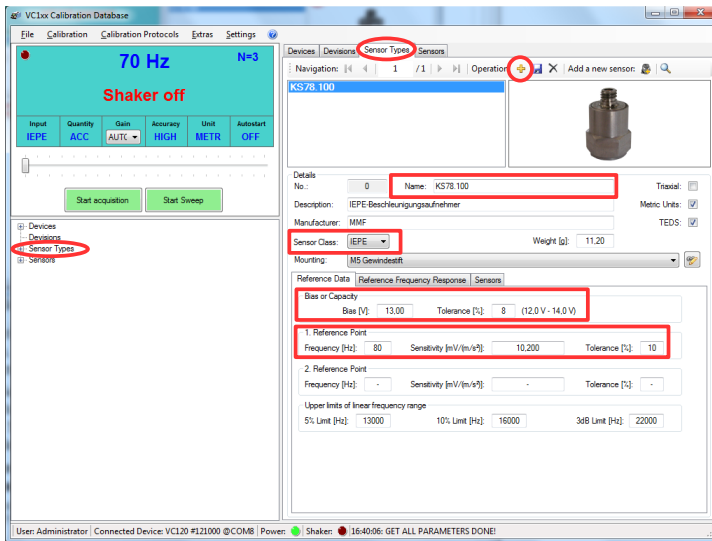 VC1xx Calibration Database
File Calibration Calibration Protocols Extras Settings
70 Hz N=3
Shaker off
Input Quantity Gain Accuracy Unit Autostart
IEPE ACC AUTC HIGH METR OFF
Start acquisition Start Sweep
Devices
Devisions
Sensor Types
Sensors
Devices Devisions Sensor Types Sensors
Navigation: 1 / 1 Operation Add a new sensor:
KS78.100
Details
No.: 0 Name: KS78.100 Triaxial:
Description: IEPE-Beschleunigungsaufnehmer Metric Units:
Manufacturer: MMF TEDS:
Sensor Class: IEPE Weight [g]: 11,20
Mounting: M5 Gewindestift
Reference Data Reference Frequency Response Sensors
Bias or Capacity
Bias [V]: 13,00 Tolerance [%]: 8 (12,0 V - 14,0 V)
1. Reference Point
Frequency [Hz]: 80 Sensitivity [mV/(m/s²)]: 10,200 Tolerance [%]: 10
2. Reference Point
Frequency [Hz]: - Sensitivity [mV/(m/s²)]: - Tolerance [%]: -
Upper limits of linear frequency range
5% Limit [Hz]: 13000 10% Limit [Hz]: 16000 3dB Limit [Hz]: 22000
User: Administrator Connected Device: VC120 #121000 @COM8 Power: Shaker: 16:40:06: GET ALL PARAMETERS DONE!